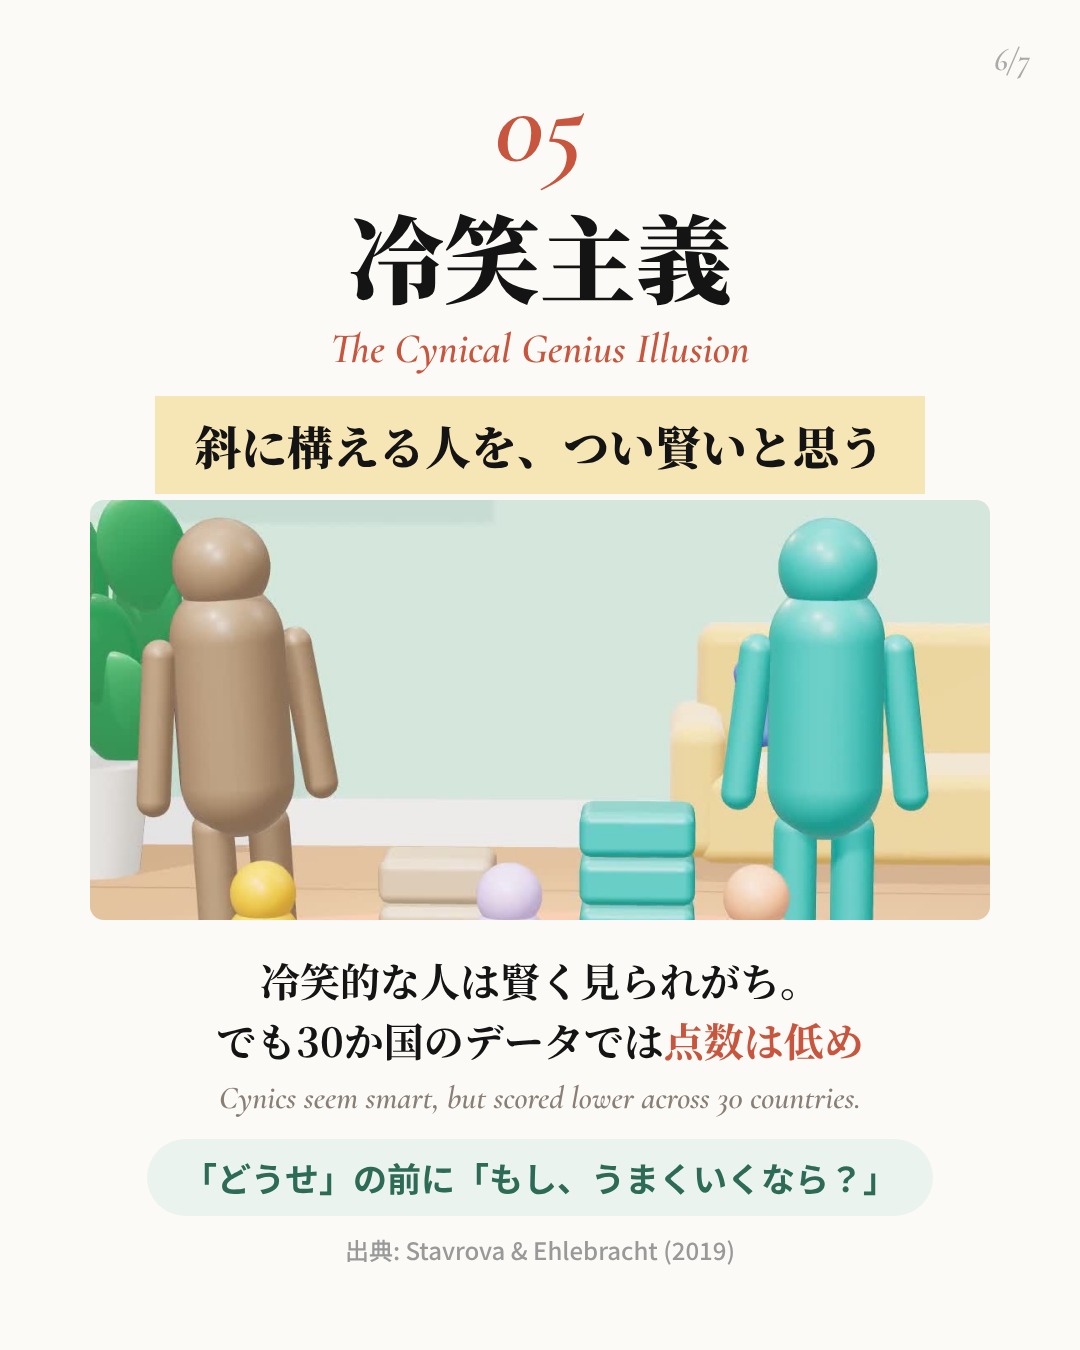 6/7
05
冷笑主義
The Cynical Genius Illusion
斜に構える人を、つい賢いと思う
冷笑的な人は賢く見られがち。
でも30か国のデータでは点数は低め
Cynics seem smart, but scored lower across 30 countries.
「どうせ」の前に「もし、うまくいくなら？」
出典: Stavrova & Ehlebracht (2019)